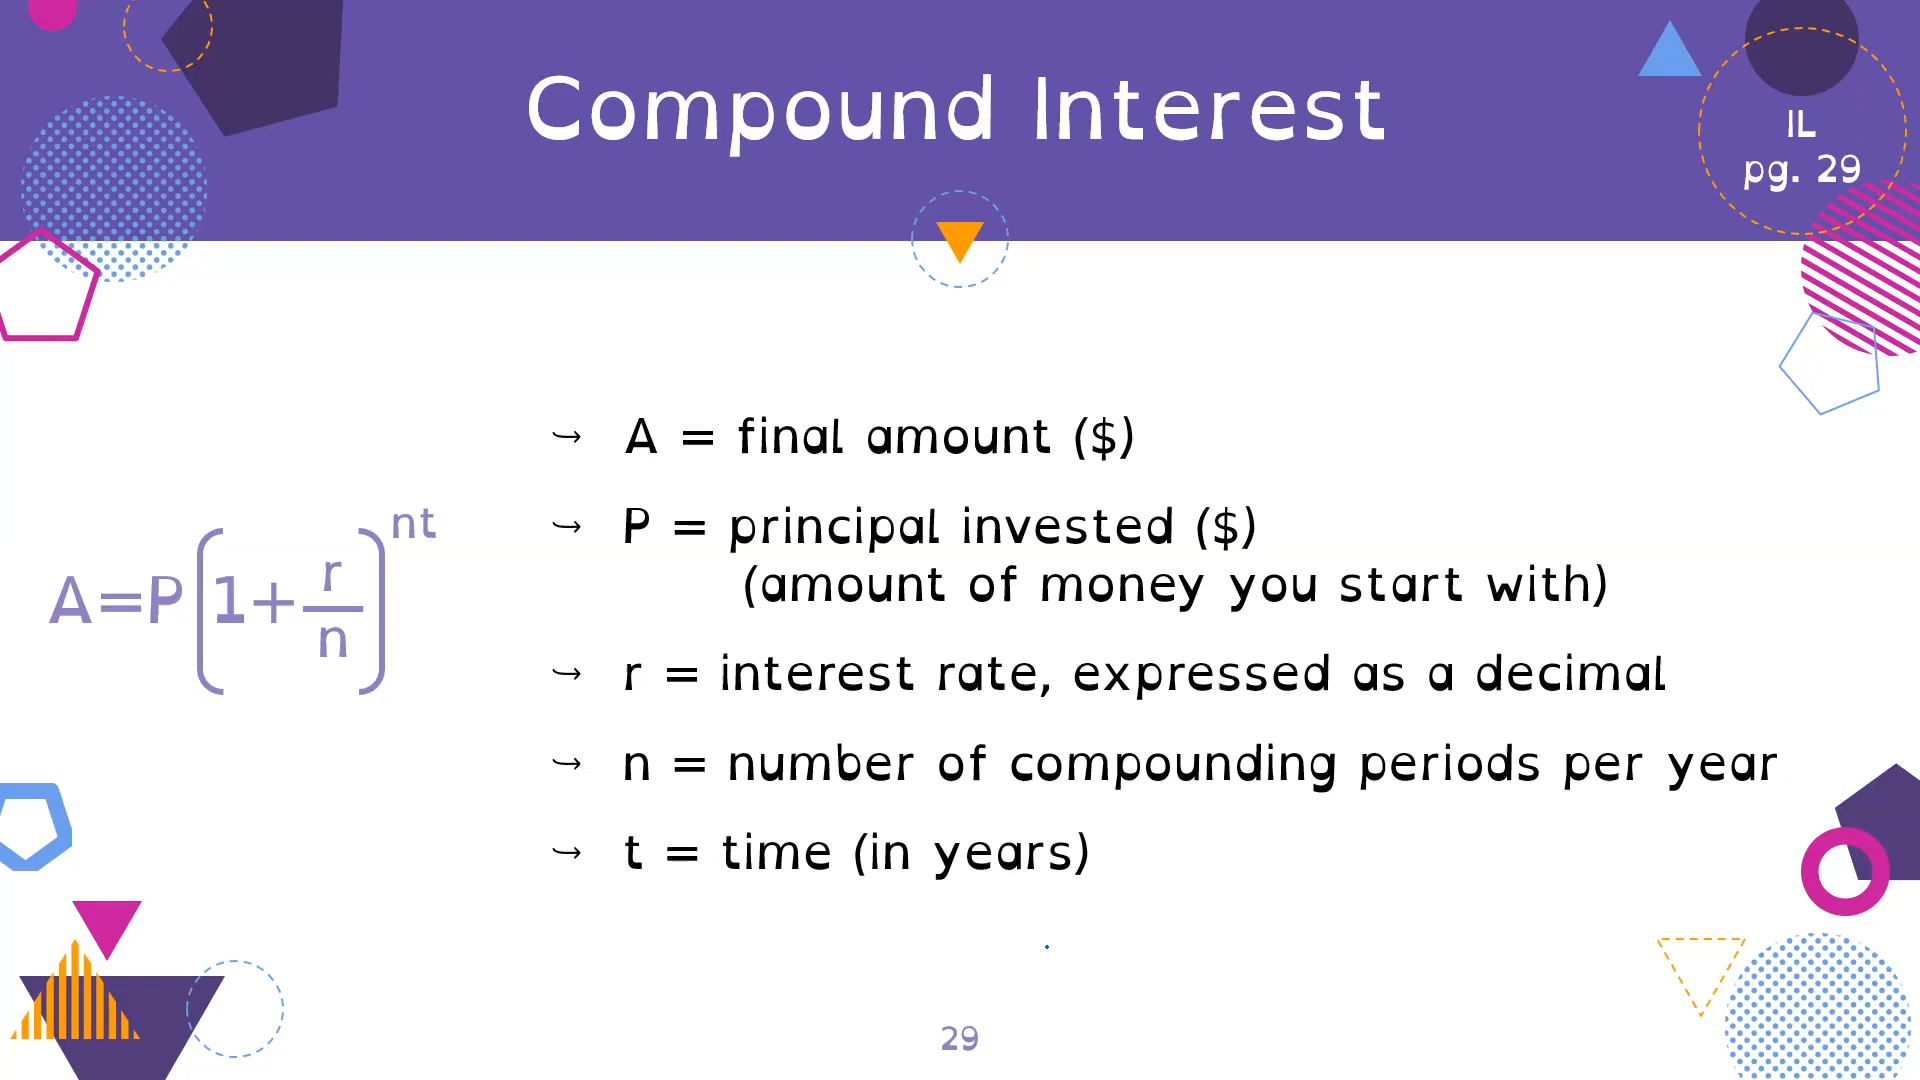 Compound Interest
IL
pg. 29
A=P(1+r/n)^nt
↪ A = final amount ($)
↪ P = principal invested ($)
(amount of money you start with)
↪ r = interest rate, expressed as a decimal
↪ n = number of compounding periods per year
↪ t = time (in years)
29